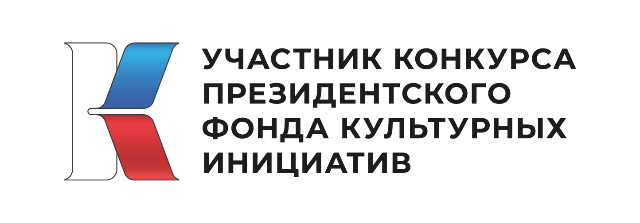 УЧАСТНИК КОНКУРСА
ПРЕЗИДЕНТСКОГО
ФОНДА КУЛЬТУРНЫХ
ИНИЦИАТИВ